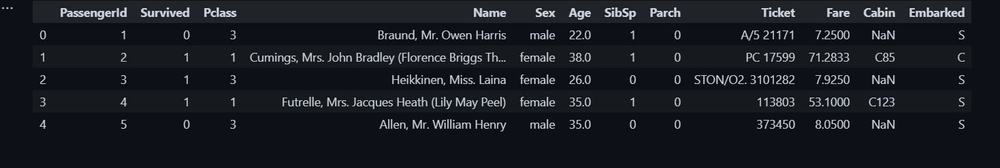 ...
PassengerId Survived Pclass Name Sex Age SibSp Parch Ticket Fare Cabin Embarked
0 1 0 3 Braund, Mr. Owen Harris male 22.0 1 0 A/5 21171 7.2500 NaN S
1 2 1 1 Cumings, Mrs. John Bradley (Florence Briggs Th... female 38.0 1 0 PC 17599 71.2833 C85 C
2 3 1 3 Heikkinen, Miss. Laina female 26.0 0 0 STON/O2. 3101282 7.9250 NaN S
3 4 1 1 Futrelle, Mrs. Jacques Heath (Lily May Peel) female 35.0 1 0 113803 53.1000 C123 S
4 5 0 3 Allen, Mr. William Henry male 35.0 0 0 373450 8.0500 NaN S